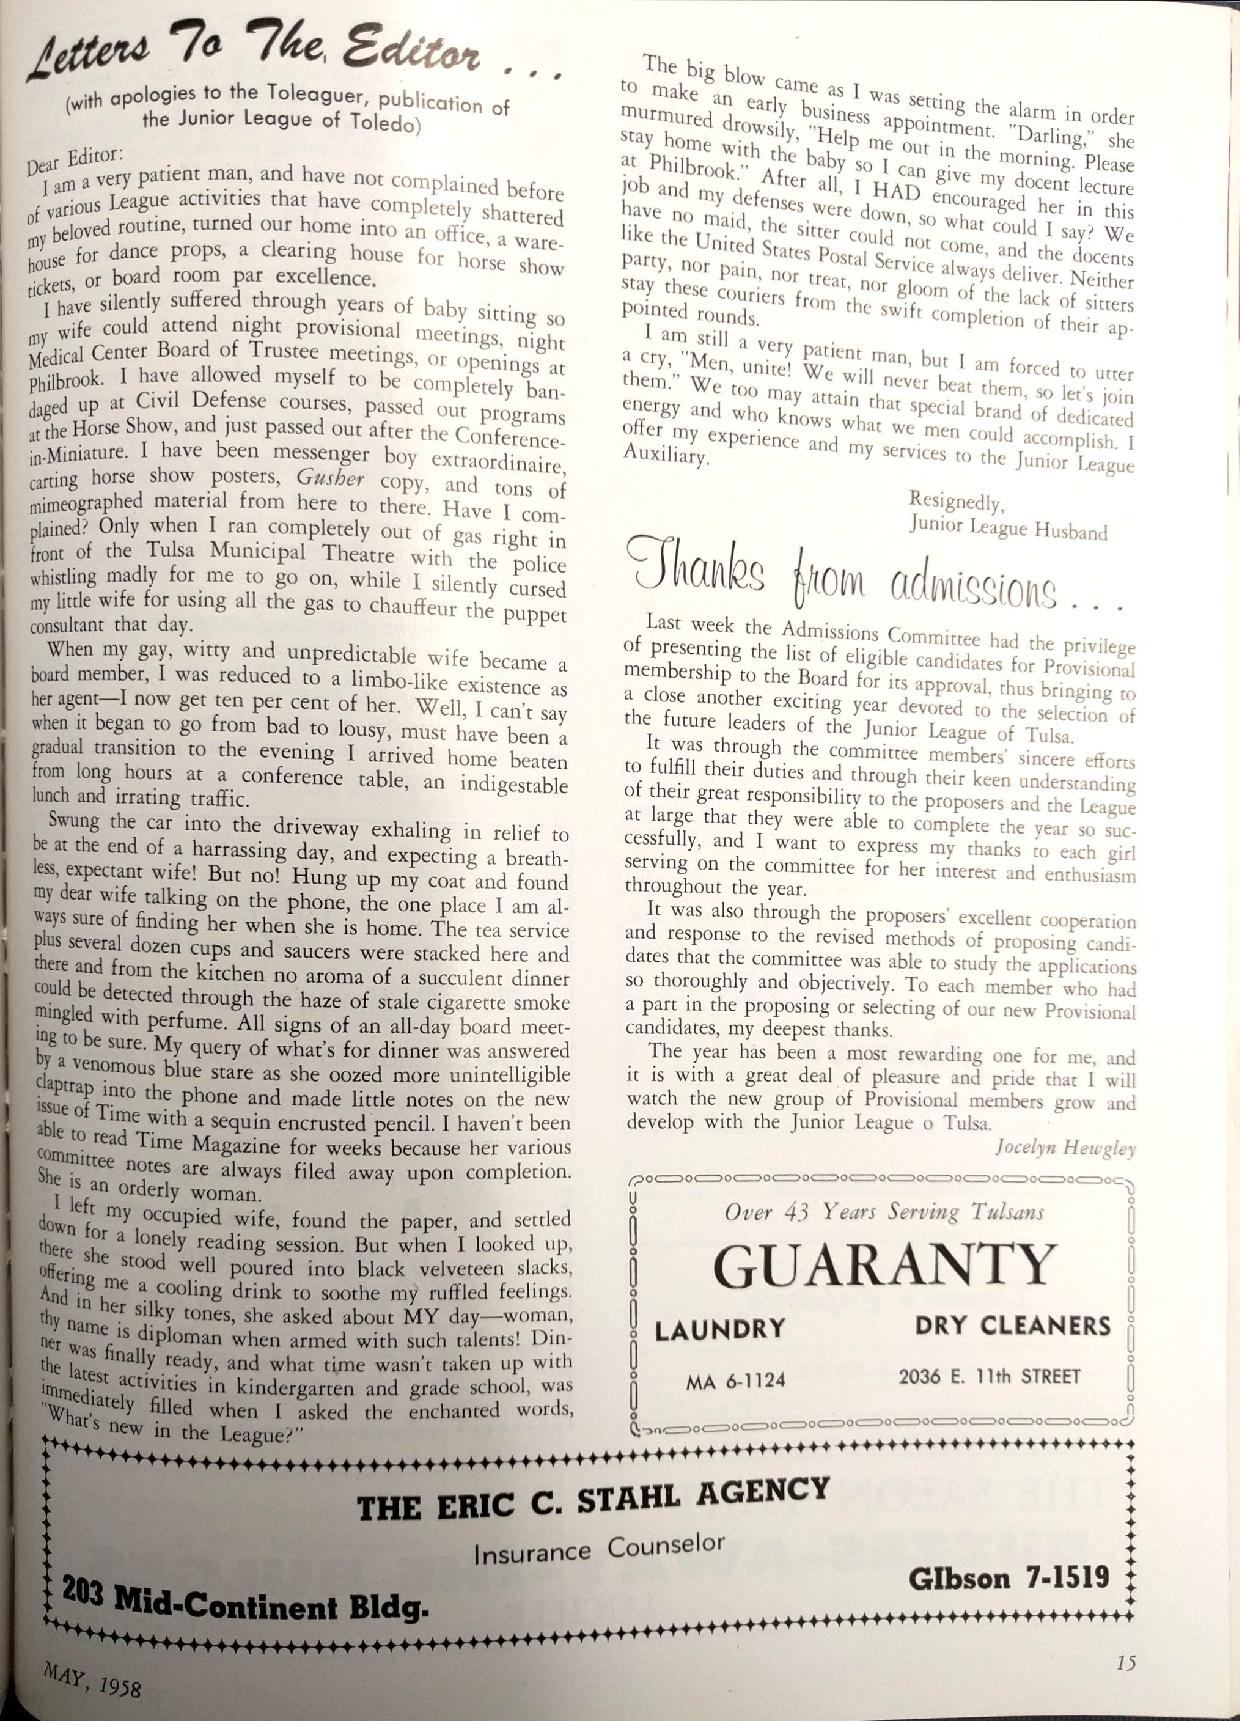 Letters To The Editor . . .
(with apologies to the Toleaguer, publication of
the Junior League of Toledo)
Dear Editor:
I am a very patient man, and have not complained before
of various League activities that have completely shattered
my beloved routine, turned our home into an office, a ware-
house for dance props, a clearing house for horse show
tickets, or board room par excellence.
I have silently suffered through years of baby sitting so
my wife could attend night provisional meetings, night
Medical Center Board of Trustee meetings, or openings at
Philbrook. I have allowed myself to be completely ban-
daged up at Civil Defense courses, passed out programs
at the Horse Show, and just passed out after the Conference-
in-Miniature. I have been messenger boy extraordinaire,
carting horse show posters, Gusher copy, and tons of
mimeographed material from here to there. Have I com-
plained? Only when I ran completely out of gas right in
front of the Tulsa Municipal Theatre with the police
whistling madly for me to go on, while I silently cursed
my little wife for using all the gas to chauffeur the puppet
consultant that day.
When my gay, witty and unpredictable wife became a
board member, I was reduced to a limbo-like existence as
her agent—I now get ten per cent of her. Well, I can't say
when it began to go from bad to lousy, must have been a
gradual transition to the evening I arrived home beaten
from long hours at a conference table, an indigestable
lunch and irrating traffic.
Swung the car into the driveway exhaling in relief to
be at the end of a harrassing day, and expecting a breath-
less, expectant wife! But no! Hung up my coat and found
my dear wife talking on the phone, the one place I am al-
ways sure of finding her when she is home. The tea service
plus several dozen cups and saucers were stacked here and
there and from the kitchen no aroma of a succulent dinner
could be detected through the haze of stale cigarette smoke
mingled with perfume. All signs of an all-day board meet-
ing to be sure. My query of what's for dinner was answered
by a venomous blue stare as she oozed more unintelligible
claptrap into the phone and made little notes on the new
issue of Time with a sequin encrusted pencil. I haven't been
able to read Time Magazine for weeks because her various
committee notes are always filed away upon completion.
She is an orderly woman.
I left my occupied wife, found the paper, and settled
down for a lonely reading session. But when I looked up,
there she stood well poured into black velveteen slacks,
offering me a cooling drink to soothe my ruffled feelings.
And in her silky tones, she asked about MY day—woman,
thy name is diploman when armed with such talents! Din-
ner was finally ready, and what time wasn't taken up with
the latest activities in kindergarten and grade school, was
immediately filled when I asked the enchanted words,
"What's new in the League?"
The big blow came as I was setting the alarm in order
to make an early business appointment. "Darling," she
murmured drowsily, "Help me out in the morning. Please
stay home with the baby so I can give my docent lecture
at Philbrook." After all, I HAD encouraged her in this
job and my defenses were down, so what could I say? We
have no maid, the sitter could not come, and the docents
like the United States Postal Service always deliver. Neither
party, nor pain, nor treat, nor gloom of the lack of sitters
stay these couriers from the swift completion of their ap-
pointed rounds.
I am still a very patient man, but I am forced to utter
a cry, "Men, unite! We will never beat them, so let's join
them." We too may attain that special brand of dedicated
energy and who knows what we men could accomplish. I
offer my experience and my services to the Junior League
Auxiliary.
Resignedly,
Junior League Husband
Thanks from admissions . . .
Last week the Admissions Committee had the privilege
of presenting the list of eligible candidates for Provisional
membership to the Board for its approval, thus bringing to
a close another exciting year devoted to the selection of
the future leaders of the Junior League of Tulsa.
It was through the committee members' sincere efforts
to fulfill their duties and through their keen understanding
of their great responsibility to the proposers and the League
at large that they were able to complete the year so suc-
cessfully, and I want to express my thanks to each girl
serving on the committee for her interest and enthusiasm
throughout the year.
It was also through the proposers' excellent cooperation
and response to the revised methods of proposing candi-
dates that the committee was able to study the applications
so thoroughly and objectively. To each member who had
a part in the proposing or selecting of our new Provisional
candidates, my deepest thanks.
The year has been a most rewarding one for me, and
it is with a great deal of pleasure and pride that I will
watch the new group of Provisional members grow and
develop with the Junior League o Tulsa.
Jocelyn Hewgley
Over 43 Years Serving Tulsans
GUARANTY
LAUNDRY DRY CLEANERS
MA 6-1124 2036 E. 11th STREET
THE ERIC C. STAHL AGENCY
Insurance Counselor
203 Mid-Continent Bldg. GIbson 7-1519
MAY, 1958 15